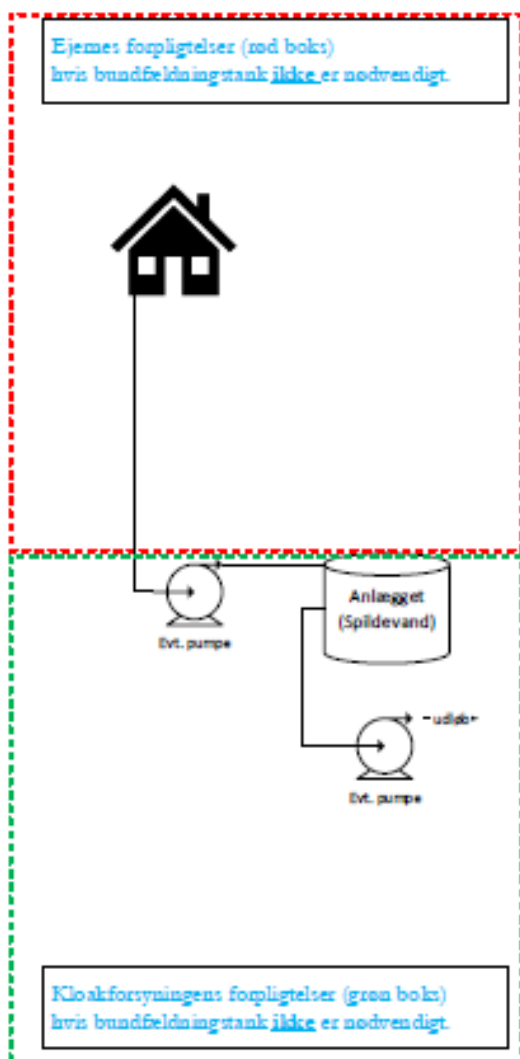 Ejernes forpligtelser (rød boks)
hvis bundfældningstank ikke er nødvendigt.
Evt. pumpe
Anlægget
(Spildevand)
-udløb-
Evt. pumpe
Kloakforsyningens forpligtelser (grøn boks)
hvis bundfældningstank ikke er nødvendigt.